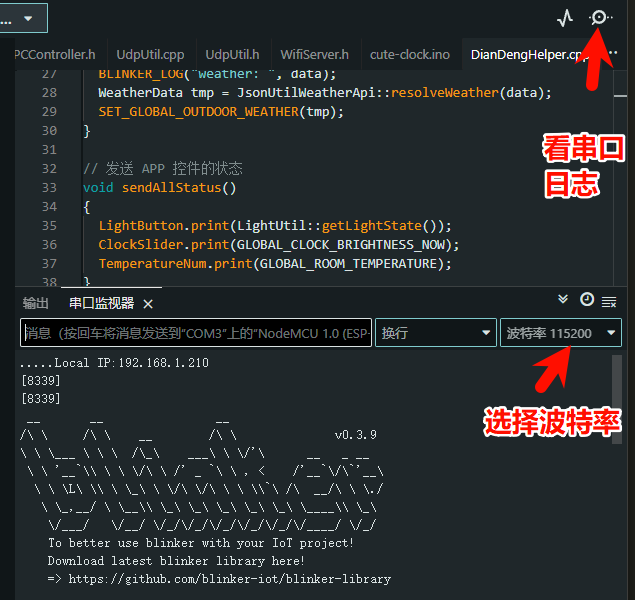 ...
PCController.h UdpUtil.cpp UdpUtil.h WifiServer.h cute-clock.ino DianDengHelper.cpp ...
27 BLINKER_LOG("weather: ", data);
28 WeatherData tmp = JsonUtilWeatherApi::resolveWeather(data);
29 SET_GLOBAL_OUTDOOR_WEATHER(tmp);
30 }
31
32 // 发送 APP 控件的状态
33 void sendAllStatus()
34 {
35 LightButton.print(LightUtil::getLightState());
36 ClockSlider.print(GLOBAL_CLOCK_BRIGHTNESS_NOW);
37 TemperatureNum.print(GLOBAL_ROOM_TEMPERATURE);
38 }
看串口
日志
输出 串口监视器
消息（按回车将消息发送到“COM3”上的“NodeMCU 1.0 (ESP- 换行 波特率 115200
选择波特率
.....Local IP:192.168.1.210
[8339]
[8339]
v0.3.9
To better use blinker with your IoT project!
Download latest blinker library here!
=> https://github.com/blinker-iot/blinker-library